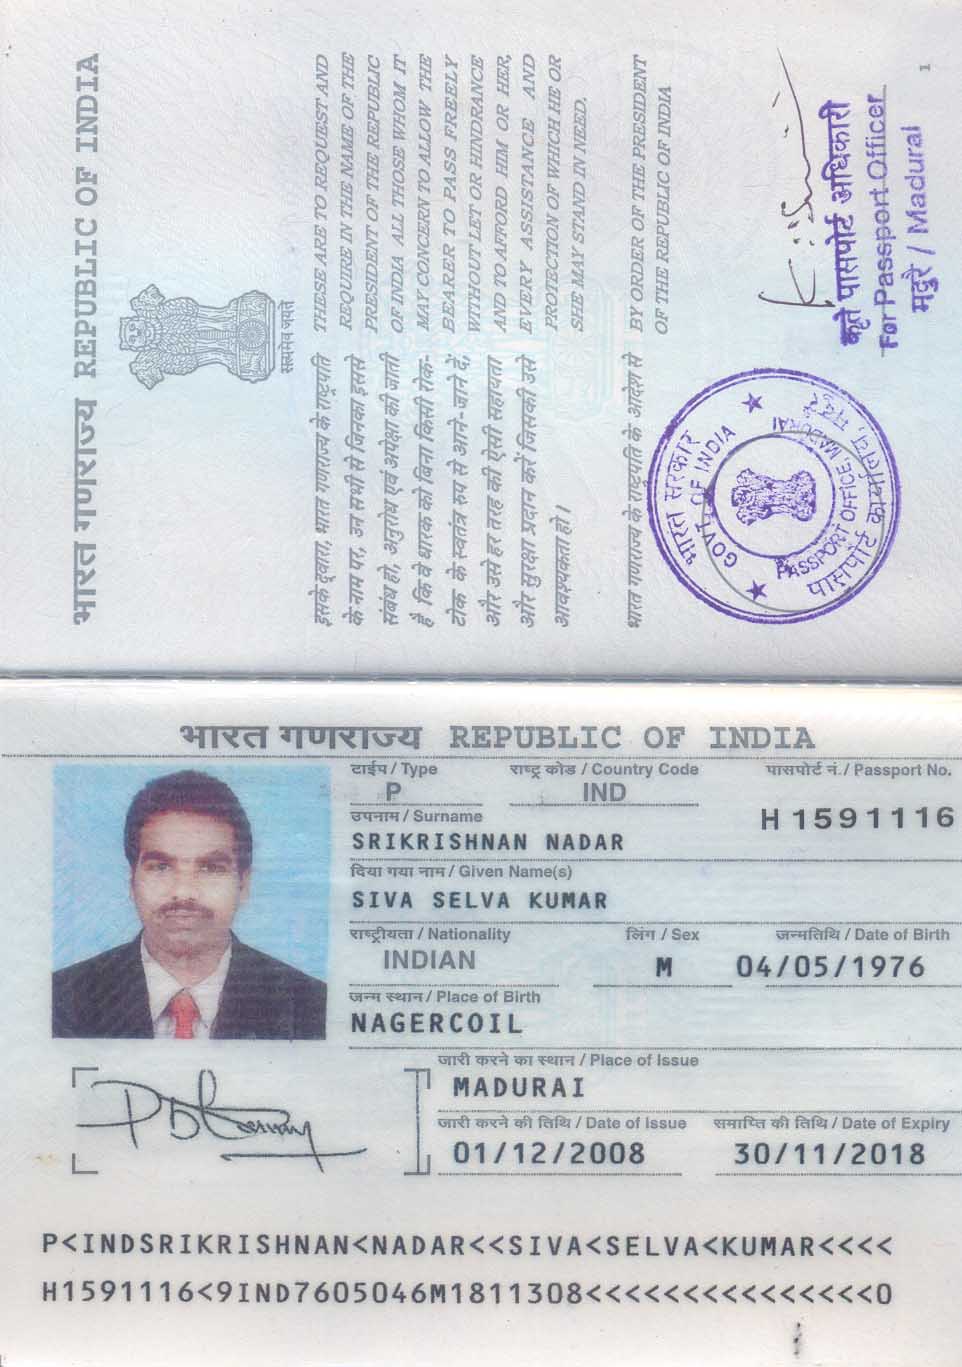 भारत गणराज्य REPUBLIC OF INDIA
सत्यमेव जयते
इसके द्वारा, भारत गणराज्य के राष्ट्रपति
के नाम पर, उन सभी से जिनका इससे
संबंध हो, अनुरोध एवं अपेक्षा की जाती
है कि वे धारक को बिना किसी रोक-
टोक के स्वतंत्र रुप से आने-जाने दें,
और उसे हर तरह की ऐसी सहायता
और सुरक्षा प्रदान करें जिसकी उसे
आवश्यकता हो।
THESE ARE TO REQUEST AND
REQUIRE IN THE NAME OF THE
PRESIDENT OF THE REPUBLIC
OF INDIA ALL THOSE WHOM IT
MAY CONCERN TO ALLOW THE
BEARER TO PASS FREELY
WITHOUT LET OR HINDRANCE
AND TO AFFORD HIM OR HER,
EVERY ASSISTANCE AND
PROTECTION OF WHICH HE OR
SHE MAY STAND IN NEED.
भारत गणराज्य के राष्ट्रपति के आदेश से
BY ORDER OF THE PRESIDENT
OF THE REPUBLIC OF INDIA
भारत सरकार
GOVT. OF INDIA
PASSPORT OFFICE, MADURAI
पासपोर्ट कार्यालय, मदुरै
कृते पासपोर्ट अधिकारी
For Passport Officer
मदुरै / Madurai
1
भारत गणराज्य REPUBLIC OF INDIA
टाईप / Type राष्ट्र कोड / Country Code पासपोर्ट नं. / Passport No.
P IND H 1591116
उपनाम / Surname
SRIKRISHNAN NADAR
दिया गया नाम / Given Name(s)
SIVA SELVA KUMAR
राष्ट्रीयता / Nationality लिंग / Sex जन्मतिथि / Date of Birth
INDIAN M 04/05/1976
जन्म स्थान / Place of Birth
NAGERCOIL
जारी करने का स्थान / Place of Issue
MADURAI
जारी करने की तिथि / Date of Issue समाप्ति की तिथि / Date of Expiry
01/12/2008 30/11/2018
P<INDSRIKRISHNAN<NADAR<<SIVA<SELVA<KUMAR<<<<
H1591116<9IND7605046M1811308<<<<<<<<<<<<<<<0